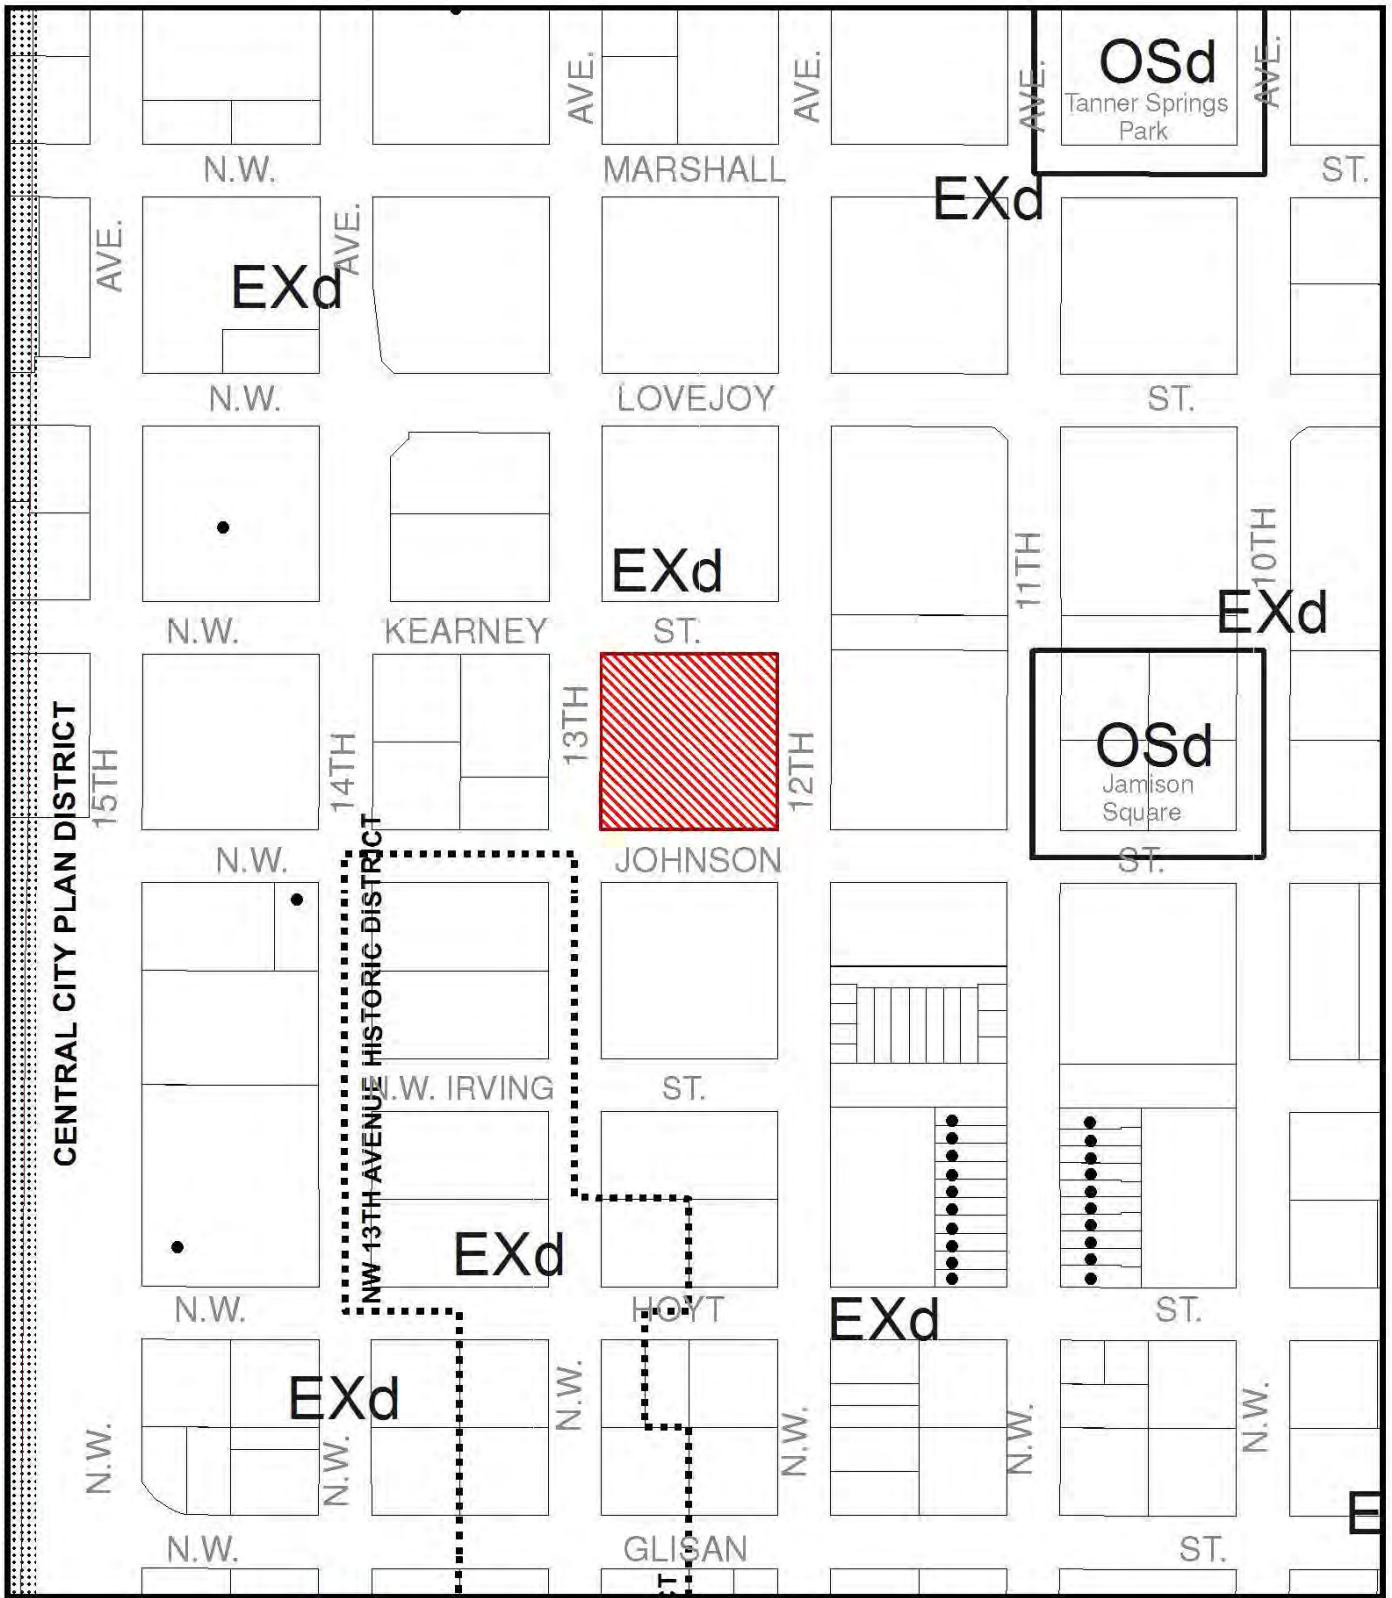 AVE.
AVE.
AVE.
OSd
AVE.
Tanner Springs
Park
N.W.
MARSHALL
ST.
EXd
AVE.
AVE.
EXd
N.W.
LOVEJOY
ST.
EXd
11TH
10TH
EXd
N.W.
KEARNEY
ST.
CENTRAL CITY PLAN DISTRICT
15TH
14TH
13TH
12TH
OSd
Jamison
Square
N.W.
JOHNSON
ST.
NW 13TH AVENUE HISTORIC DISTRICT
N.W. IRVING
ST.
EXd
N.W.
HOYT
ST.
EXd
EXd
N.W.
N.W.
N.W.
N.W.
N.W.
N.W.
E
N.W.
GLISAN
ST.